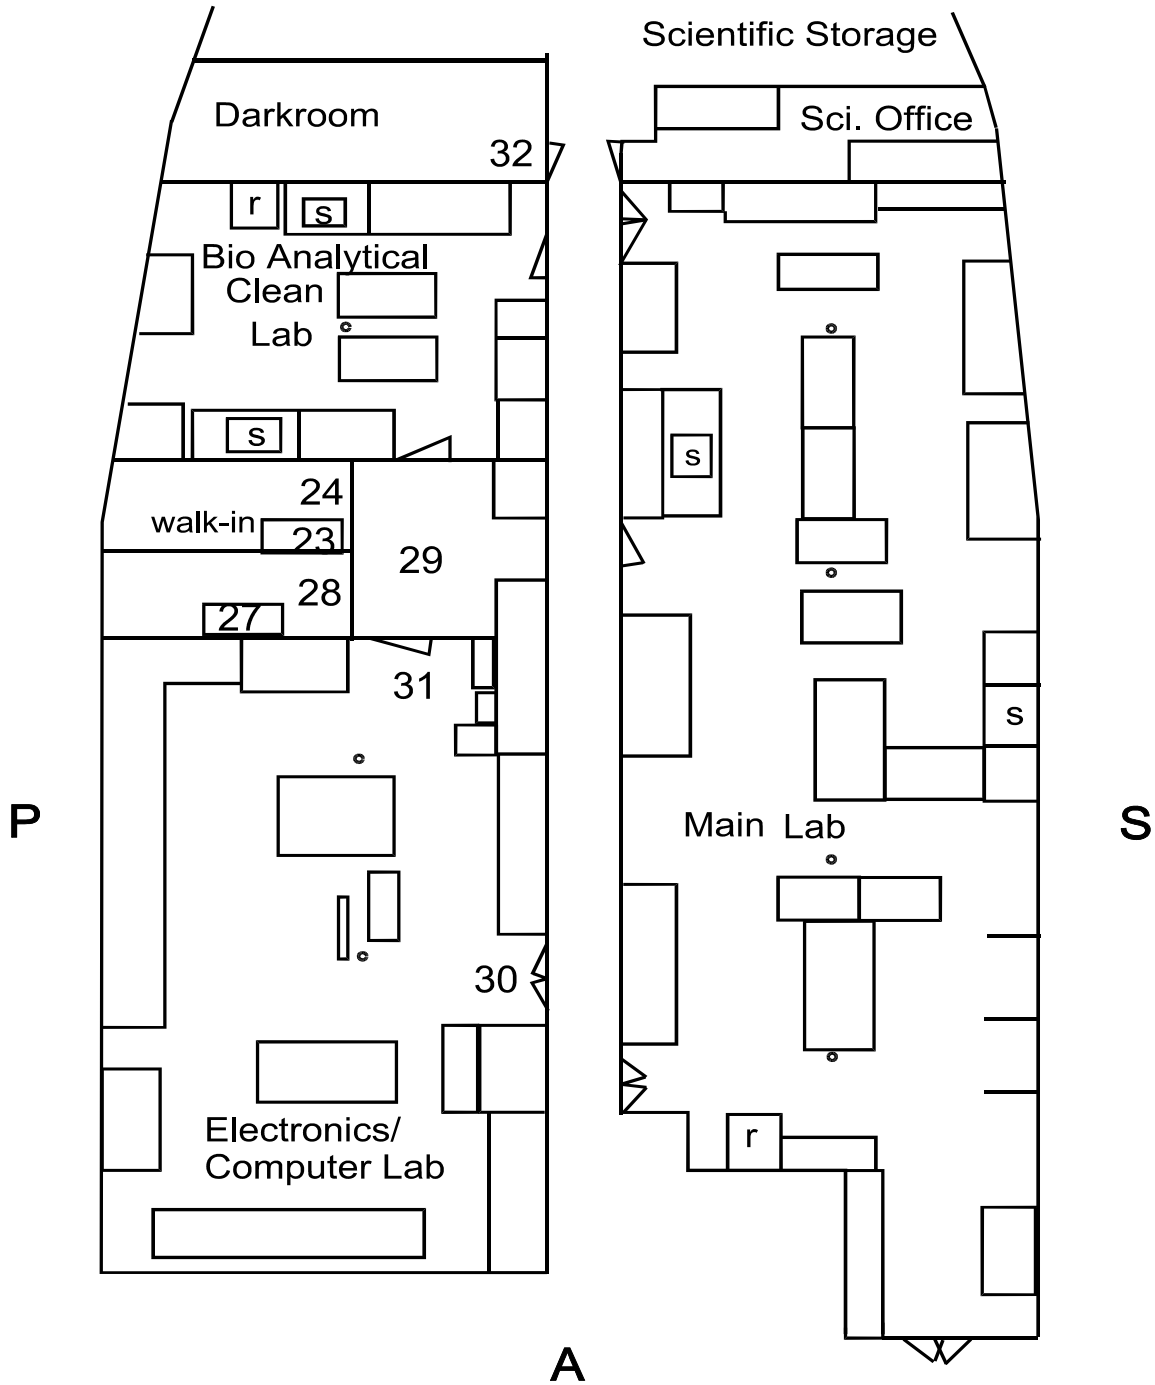 Scientific Storage
Darkroom
Sci. Office
32
r
s
Bio Analytical
Clean
Lab
s
s
24
walk-in
23
29
28
27
31
s
P
Main Lab
S
30
r
Electronics/
Computer Lab
A